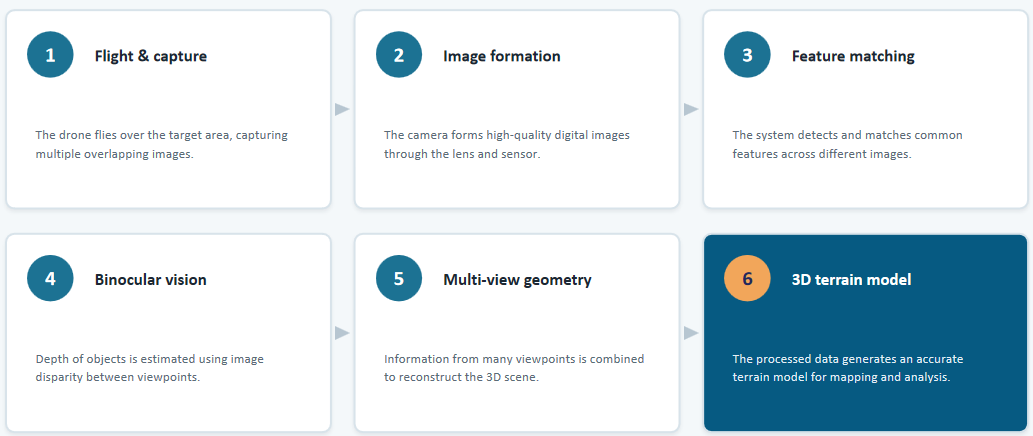 1
Flight & capture
The drone flies over the target area, capturing
multiple overlapping images.
2
Image formation
The camera forms high-quality digital images
through the lens and sensor.
3
Feature matching
The system detects and matches common
features across different images.
4
Binocular vision
Depth of objects is estimated using image
disparity between viewpoints.
5
Multi-view geometry
Information from many viewpoints is combined
to reconstruct the 3D scene.
6
3D terrain model
The processed data generates an accurate
terrain model for mapping and analysis.